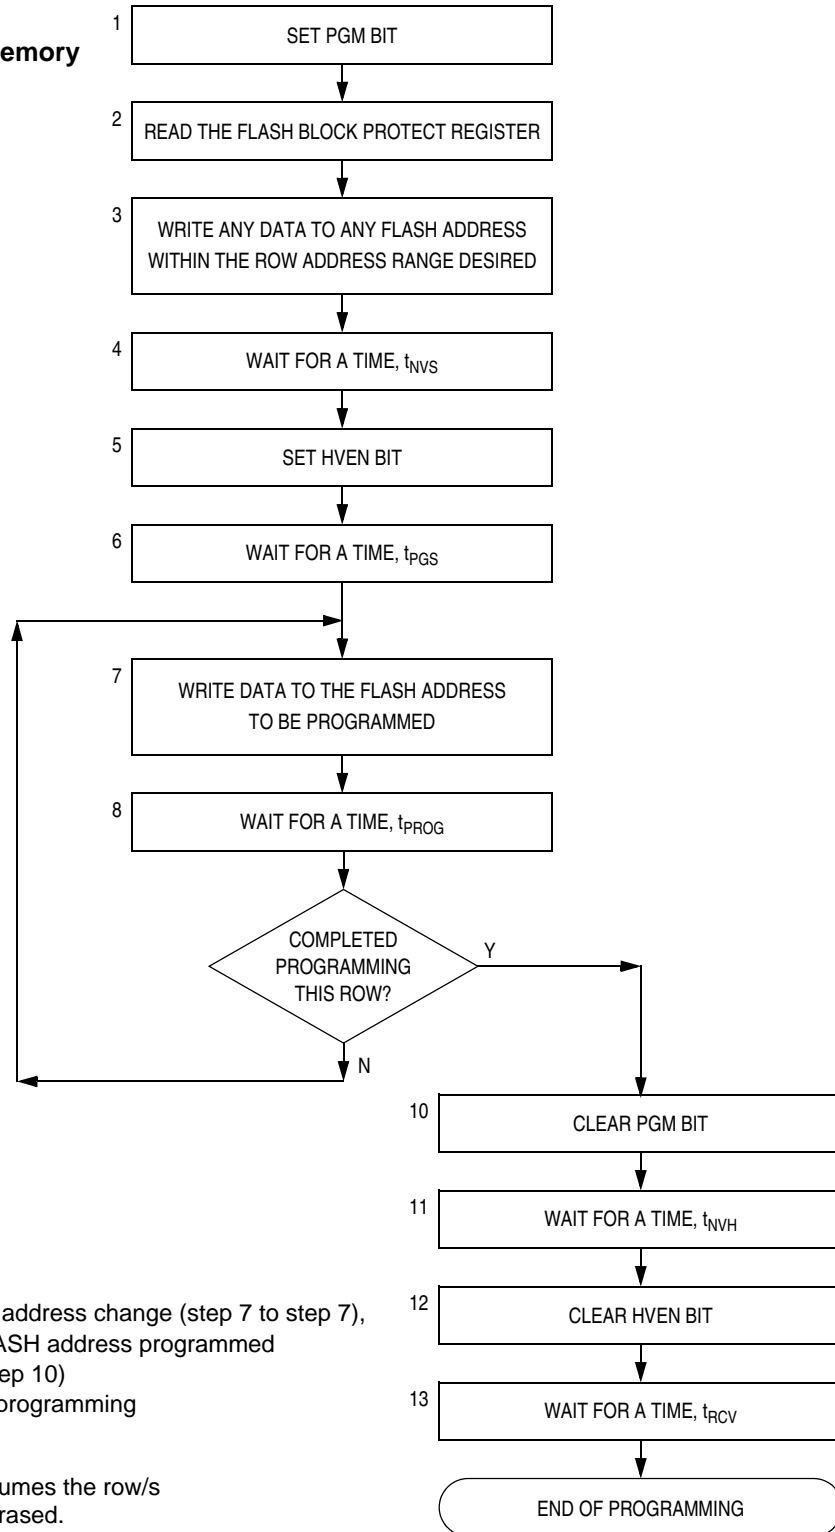 1
SET PGM BIT
emory
2
READ THE FLASH BLOCK PROTECT REGISTER
3
WRITE ANY DATA TO ANY FLASH ADDRESS
WITHIN THE ROW ADDRESS RANGE DESIRED
4
WAIT FOR A TIME, tNVS
5
SET HVEN BIT
6
WAIT FOR A TIME, tPGS
7
WRITE DATA TO THE FLASH ADDRESS
TO BE PROGRAMMED
8
WAIT FOR A TIME, tPROG
COMPLETED
PROGRAMMING
THIS ROW?
Y
N
10
CLEAR PGM BIT
11
WAIT FOR A TIME, tNVH
12
CLEAR HVEN BIT
13
WAIT FOR A TIME, tRCV
END OF PROGRAMMING
address change (step 7 to step 7),
ASH address programmed
ep 10)
programming
umes the row/s
rased.